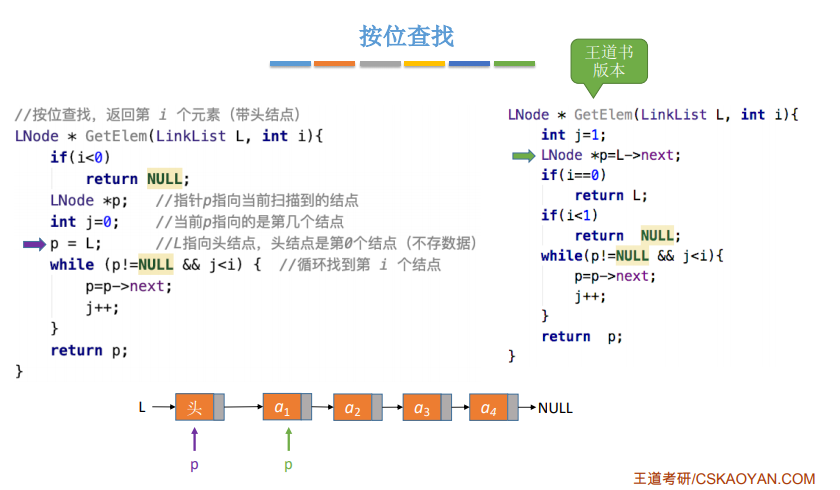 按位查找
王道书
版本
//按位查找，返回第 i 个元素（带头结点）
LNode * GetElem(LinkList L, int i){
if(i<0)
return NULL;
LNode *p;   //指针p指向当前扫描到的结点
int j=0;    //当前p指向的是第几个结点
p = L;      //L指向头结点，头结点是第0个结点（不存数据）
while (p!=NULL && j<i) {  //循环找到第 i 个结点
p=p->next;
j++;
}
return p;
}
LNode * GetElem(LinkList L, int i){
int j=1;
LNode *p=L->next;
if(i==0)
return L;
if(i<1)
return  NULL;
while(p!=NULL && j<i){
p=p->next;
j++;
}
return  p;
}
L 头 a1 a2 a3 a4 NULL
p p
王道考研/CSKAOYAN.COM